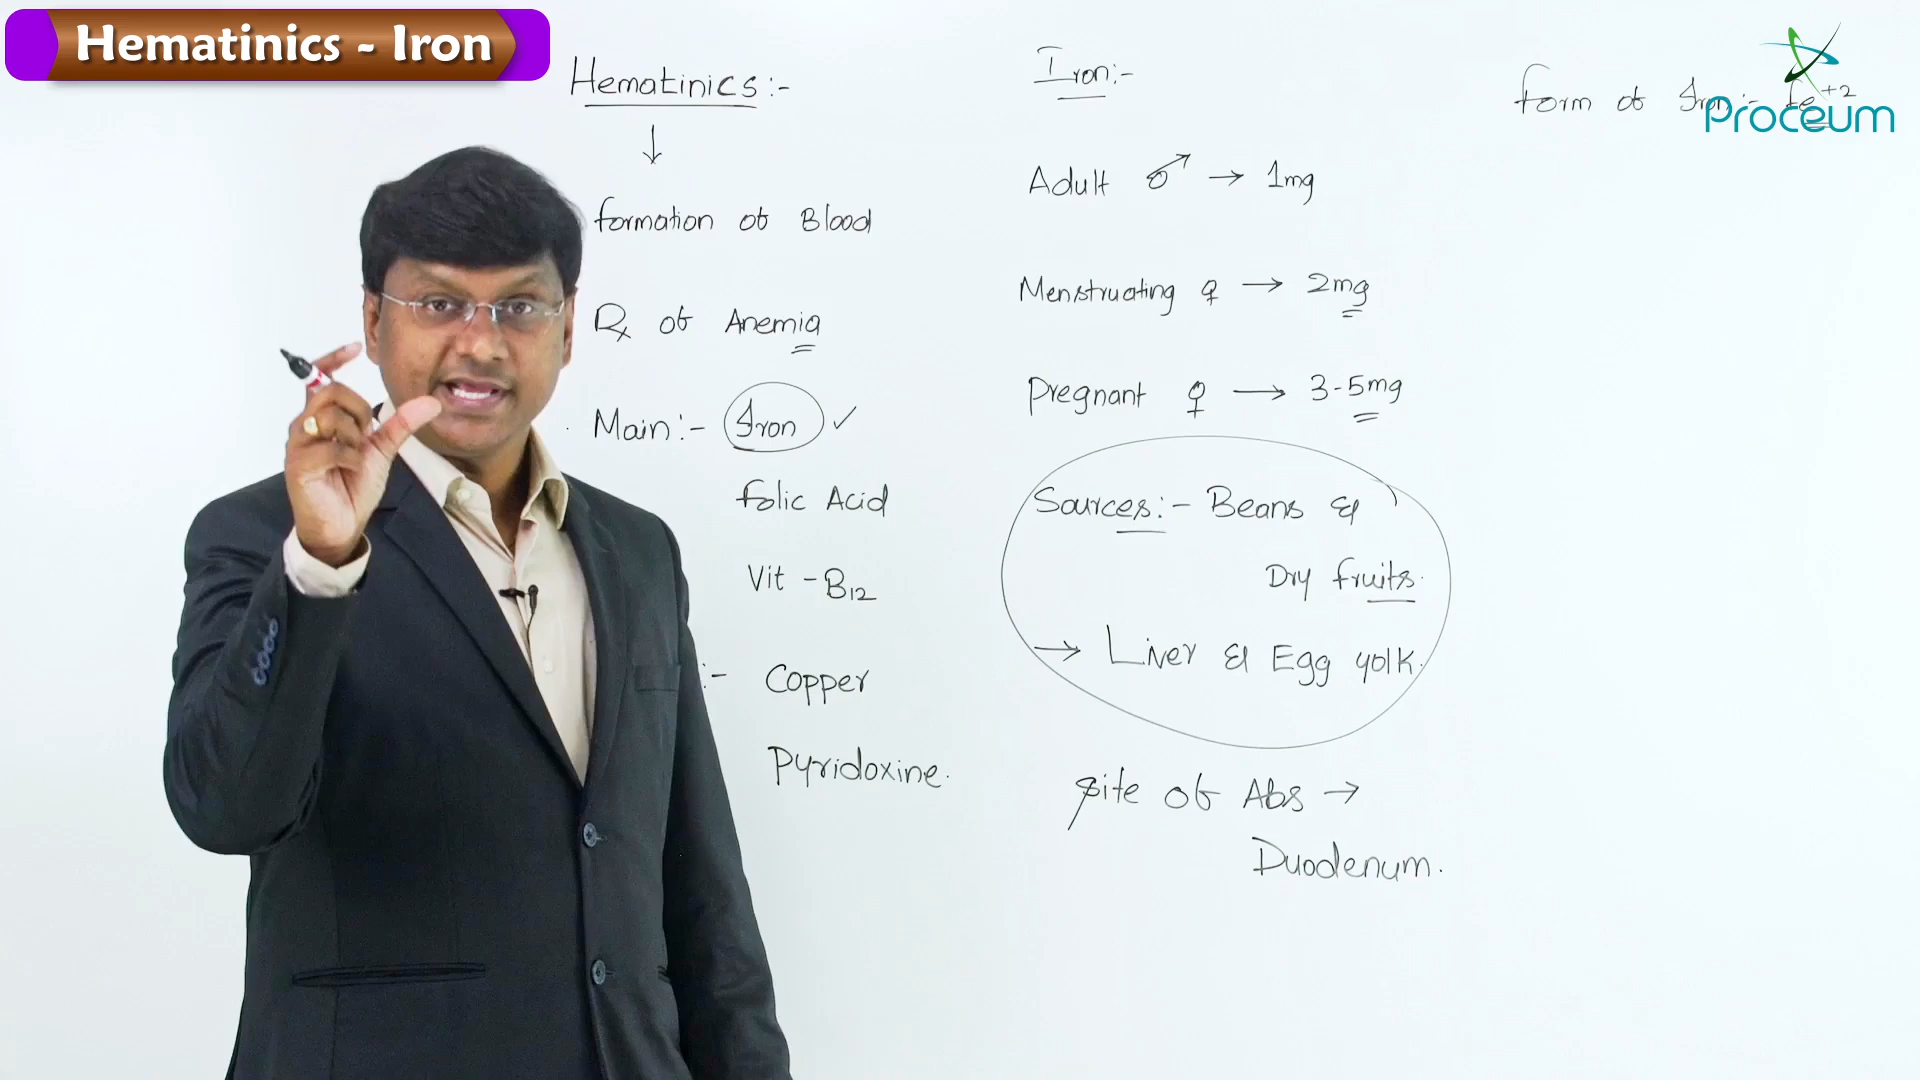 Hematinics - Iron
Hematinics :-
↓
Formation of Blood
Rx of Anemia
Main :- Iron ✓
Folic Acid
Vit - B12
:- Copper
Pyridoxine.
Iron :-
Adult ♂ → 1mg
Menstruating ♀ → 2mg
Pregnant ♀ → 3-5mg
Sources :- Beans &
Dry fruits.
→ Liver & Egg yolk.
Site of Abs →
Duodenum.
Form of Iron :- Fe+2
Proceum